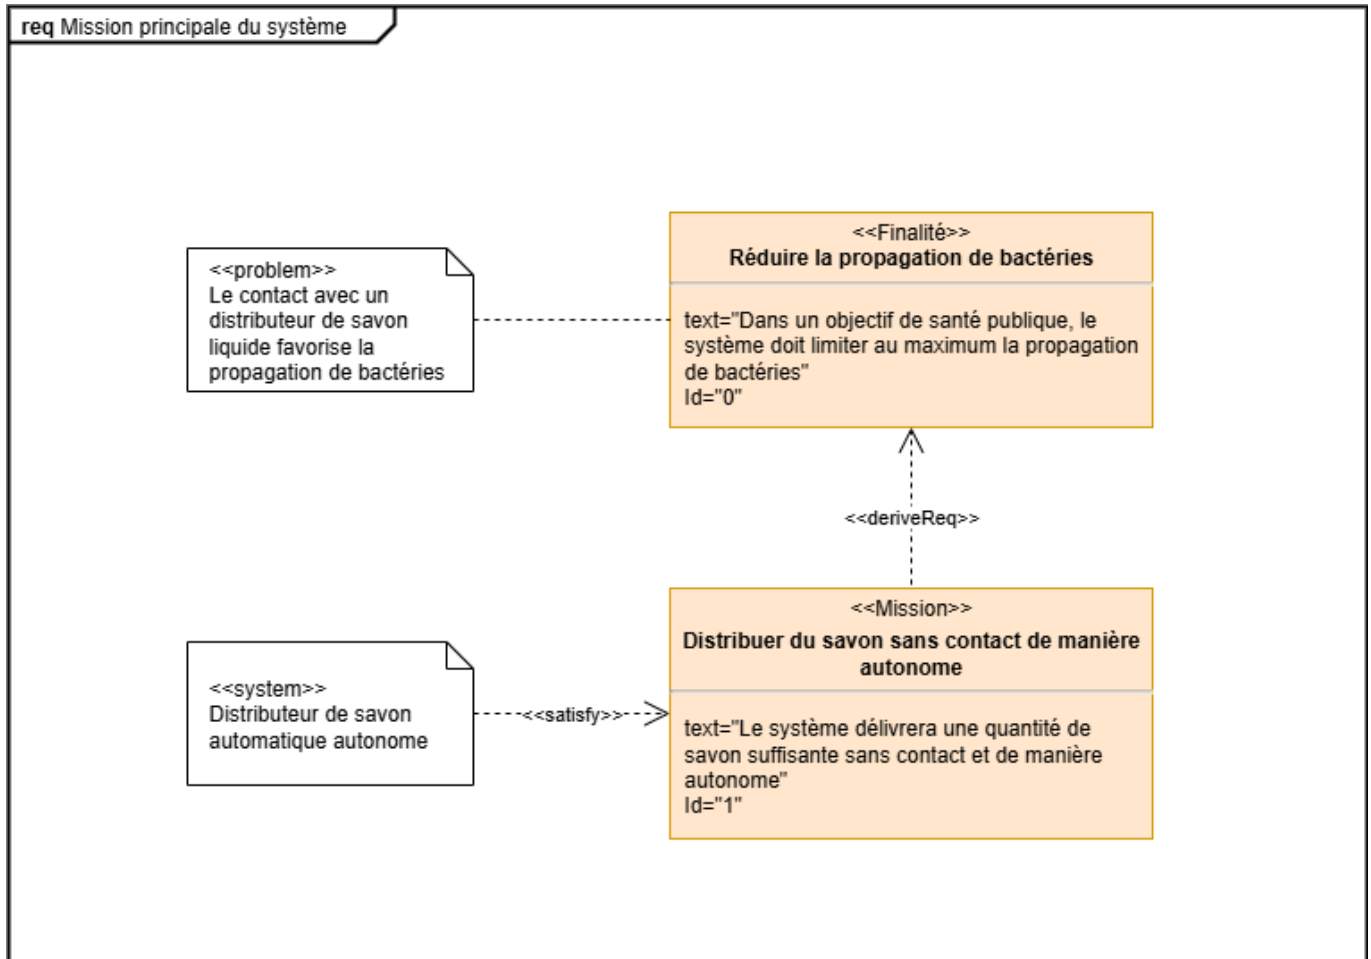 req Mission principale du système
<<Finalité>>
Réduire la propagation de bactéries
<<problem>>
Le contact avec un
distributeur de savon
liquide favorise la
propagation de bactéries
text="Dans un objectif de santé publique, le
système doit limiter au maximum la propagation
de bactéries"
Id="0"
<<deriveReq>>
<<Mission>>
Distribuer du savon sans contact de manière
autonome
<<system>>
Distributeur de savon
automatique autonome
<<satisfy>>
text="Le système délivrera une quantité de
savon suffisante sans contact et de manière
autonome"
Id="1"